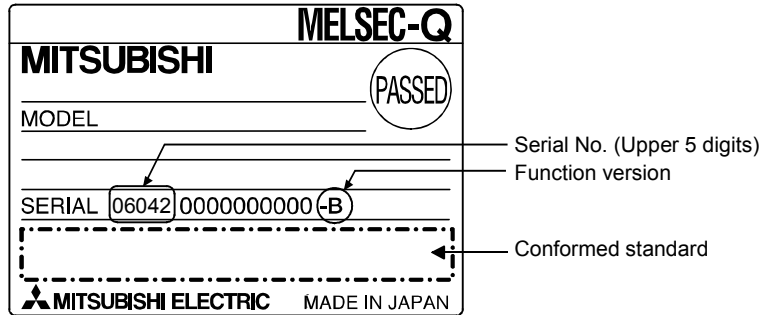 MELSEC-Q
MITSUBISHI
PASSED
MODEL
Serial No. (Upper 5 digits)
Function version
SERIAL 06042 0000000000 -B
Conformed standard
MITSUBISHI ELECTRIC MADE IN JAPAN